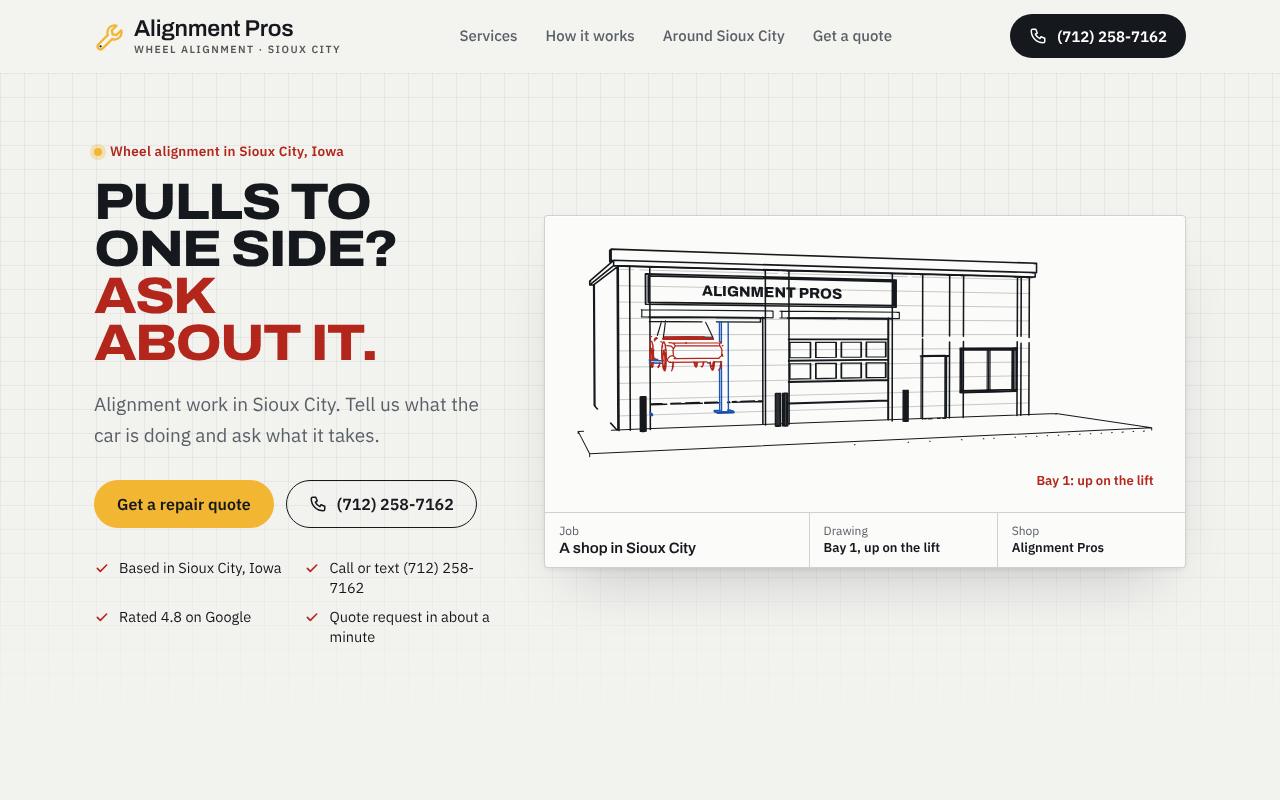 Alignment Pros
WHEEL ALIGNMENT · SIOUX CITY
Services
How it works
Around Sioux City
Get a quote
(712) 258-7162
Wheel alignment in Sioux City, Iowa
PULLS TO
ONE SIDE?
ASK
ABOUT IT.
Alignment work in Sioux City. Tell us what the
car is doing and ask what it takes.
Get a repair quote
(712) 258-7162
Based in Sioux City, Iowa
Call or text (712) 258-
7162
Rated 4.8 on Google
Quote request in about a
minute
ALIGNMENT PROS
Bay 1: up on the lift
Job
A shop in Sioux City
Drawing
Bay 1, up on the lift
Shop
Alignment Pros